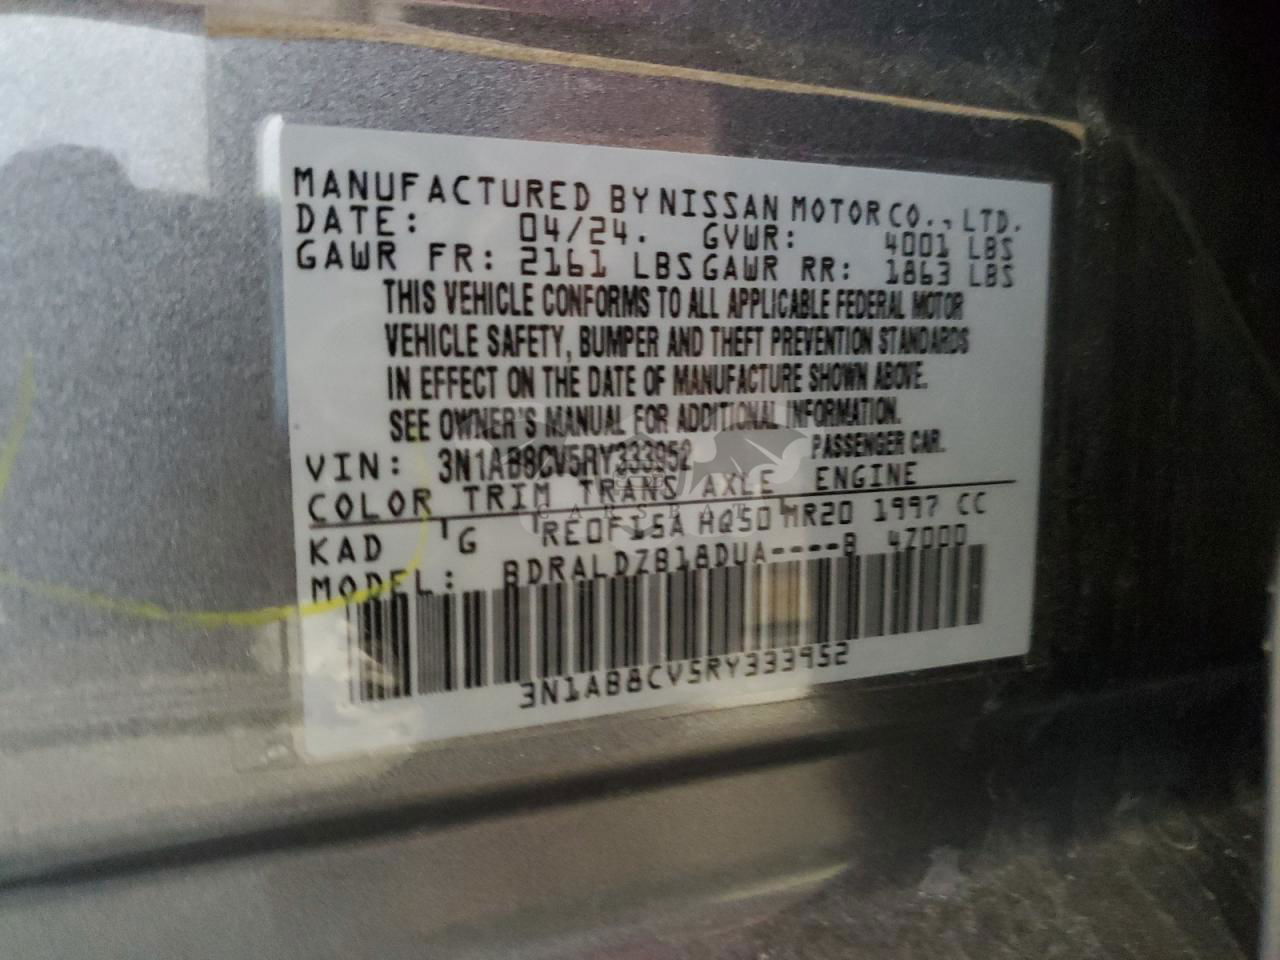 MANUFACTURED BY NISSAN MOTOR CO., LTD.
DATE: 04/24. GVWR: 4001 LBS
GAWR FR: 2161 LBS GAWR RR: 1863 LBS
THIS VEHICLE CONFORMS TO ALL APPLICABLE FEDERAL MOTOR
VEHICLE SAFETY, BUMPER AND THEFT PREVENTION STANDARDS
IN EFFECT ON THE DATE OF MANUFACTURE SHOWN ABOVE.
SEE OWNER'S MANUAL FOR ADDITIONAL INFORMATION.
VIN: 3N1AB8CV5RY333952 PASSENGER CAR.
COLOR TRIM TRANS AXLE ENGINE
KAD G RE0F15A HQ50 MR20 1997 CC
MODEL: BDRALDZB18DUA----B 47000
3N1AB8CV5RY333952